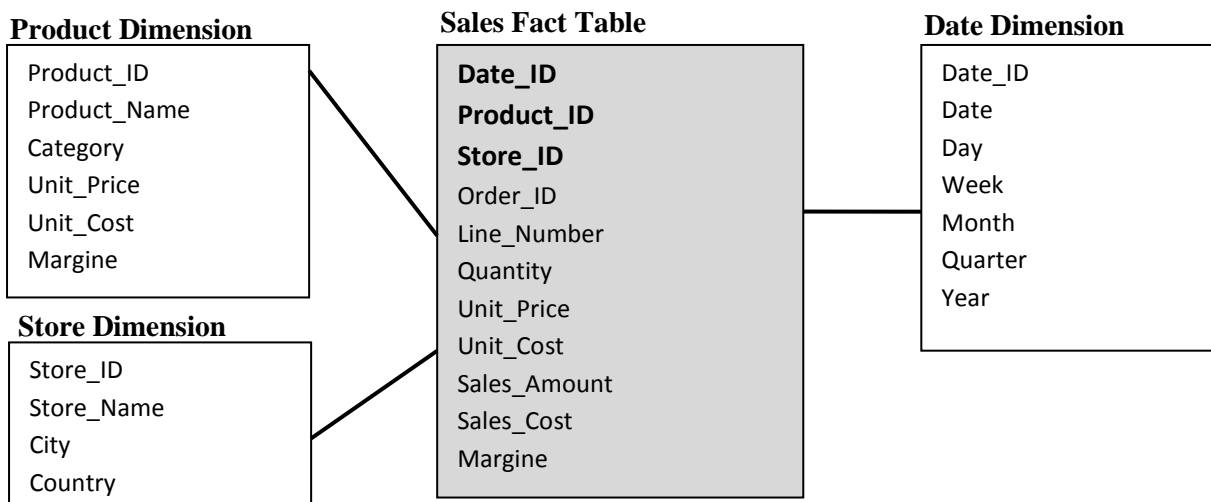 Product Dimension
Product_ID
Product_Name
Category
Unit_Price
Unit_Cost
Margine
Store Dimension
Store_ID
Store_Name
City
Country
Sales Fact Table
Date_ID
Product_ID
Store_ID
Order_ID
Line_Number
Quantity
Unit_Price
Unit_Cost
Sales_Amount
Sales_Cost
Margine
Date Dimension
Date_ID
Date
Day
Week
Month
Quarter
Year